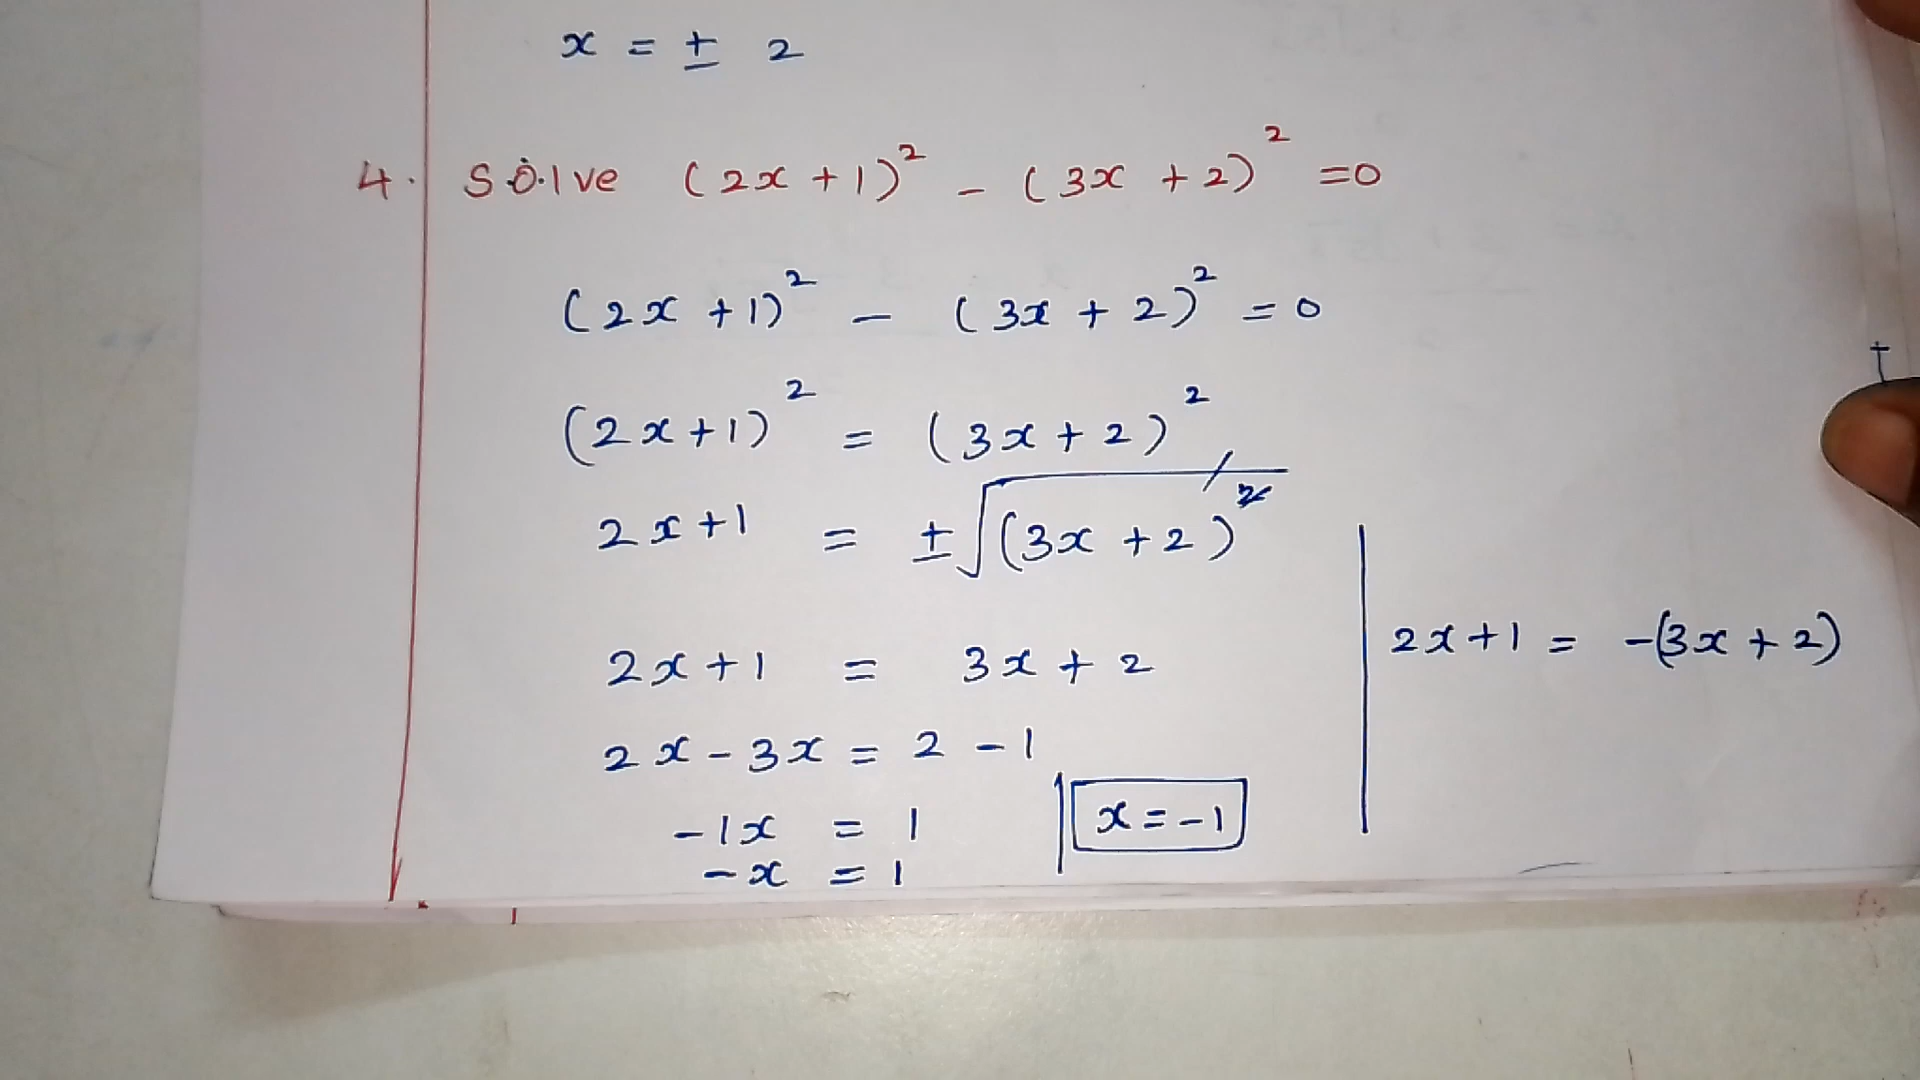 x = ± 2
4. Solve (2x + 1)² - (3x + 2)² = 0
(2x + 1)² - (3x + 2)² = 0
(2x + 1)² = (3x + 2)²
2x + 1 = ± √(3x + 2)²
2x + 1 = 3x + 2
2x - 3x = 2 - 1
-1x = 1
-x = 1
x = -1
2x + 1 = -(3x + 2)